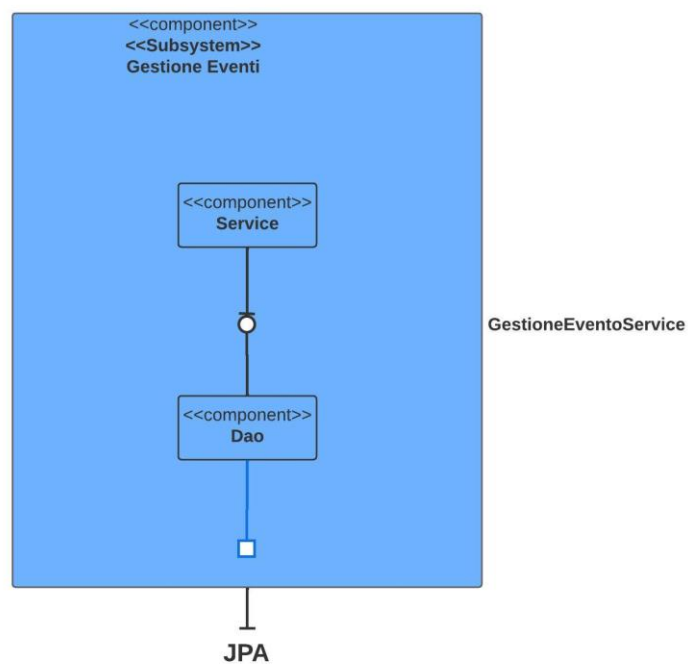 <<component>>
<<Subsystem>>
Gestione Eventi
<<component>>
Service
GestioneEventoService
<<component>>
Dao
JPA